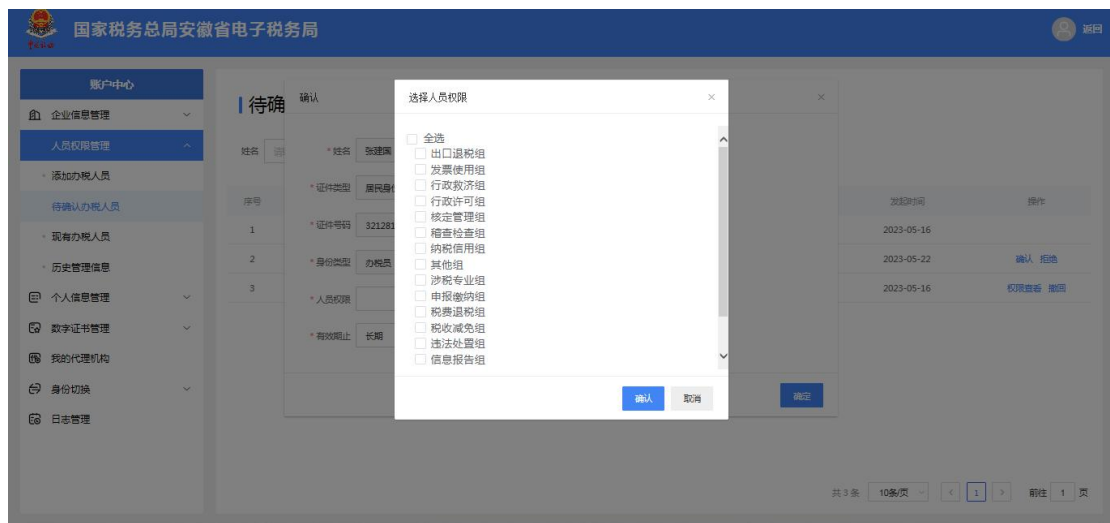 国家税务总局安徽省电子税务局
返回
账户中心
企业信息管理
人员权限管理
添加办税人员
待确认办税人员
现有办税人员
历史管理信息
个人信息管理
数字证书管理
我的代理机构
身份切换
日志管理
待确
姓名
序号
1
2
3
确认
* 姓名 张建国
* 证件类型 居民身
* 证件号码 321281
* 身份类型 办税员
* 人员权限
* 有效期止 长期
确定
选择人员权限
全选
出口退税组
发票使用组
行政救济组
行政许可组
核定管理组
稽查检查组
纳税信用组
其他组
涉税专业组
申报缴纳组
税费退税组
税收减免组
违法处置组
信息报告组
确认 取消
发起时间 操作
2023-05-16
2023-05-22 确认 拒绝
2023-05-16 权限查看 撤回
共 3 条 10条/页 1 前往 1 页